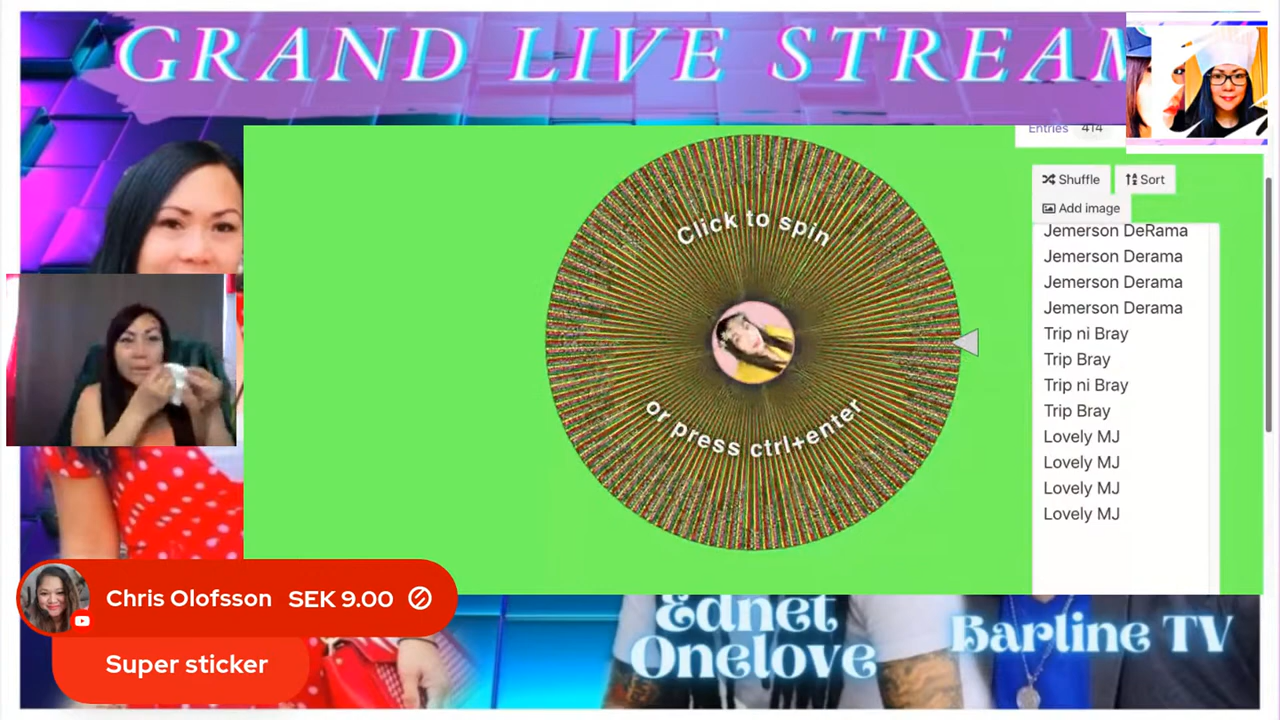 GRAND LIVE STREAM
Entries 414
Shuffle
Sort
Add image
Click to spin
or press ctrl+enter
Jemerson DeRama
Jemerson Derama
Jemerson Derama
Jemerson Derama
Trip ni Bray
Trip Bray
Trip ni Bray
Trip Bray
Lovely MJ
Lovely MJ
Lovely MJ
Lovely MJ
Chris Olofsson SEK 9.00
Super sticker
Ednet
Onelove
Barline TV